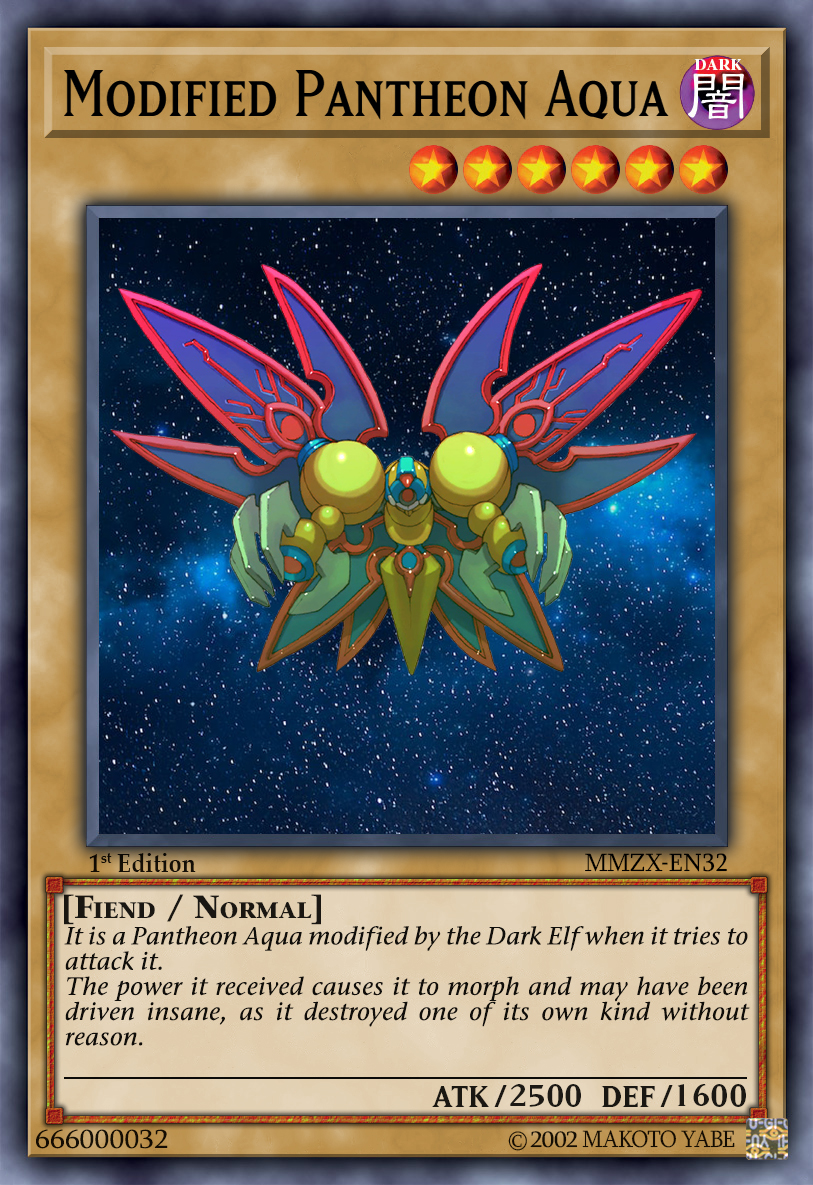 Modified Pantheon Aqua
DARK
闇
1st Edition
MMZX-EN32
[Fiend / Normal]
It is a Pantheon Aqua modified by the Dark Elf when it tries to
attack it.
The power it received causes it to morph and may have been
driven insane, as it destroyed one of its own kind without
reason.
ATK/2500 DEF/1600
666000032
© 2002 MAKOTO YABE